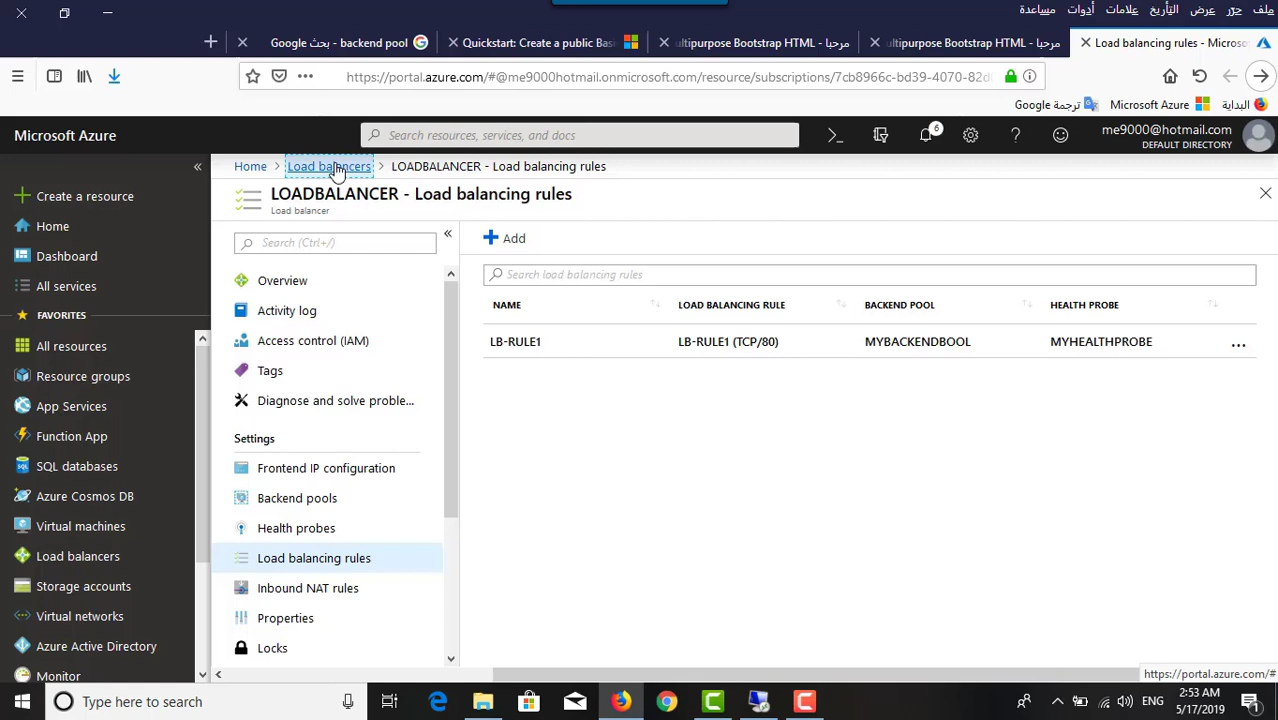 ملف حرّر عرض التأريخ علامات أدوات مساعدة
Load balancing rules - Microso
مرحبا - ultipurpose Bootstrap HTML
مرحبا - ultipurpose Bootstrap HTML
Quickstart: Create a public Bas
backend pool - بحث Google
https://portal.azure.com/#@me9000hotmail.onmicrosoft.com/resource/subscriptions/7cb8966c-bd39-4070-82d
البداية Microsoft Azure ترجمة Google
Microsoft Azure
Search resources, services, and docs
6
me9000@hotmail.com
DEFAULT DIRECTORY
Home > Load balancers > LOADBALANCER - Load balancing rules
LOADBALANCER - Load balancing rules
Load balancer
Create a resource
Home
Dashboard
All services
FAVORITES
All resources
Resource groups
App Services
Function App
SQL databases
Azure Cosmos DB
Virtual machines
Load balancers
Storage accounts
Virtual networks
Azure Active Directory
Monitor
Search (Ctrl+/)
Overview
Activity log
Access control (IAM)
Tags
Diagnose and solve proble...
Settings
Frontend IP configuration
Backend pools
Health probes
Load balancing rules
Inbound NAT rules
Properties
Locks
Add
Search load balancing rules
NAME LOAD BALANCING RULE BACKEND POOL HEALTH PROBE
LB-RULE1 LB-RULE1 (TCP/80) MYBACKENDBOOL MYHEALTHPROBE ...
https://portal.azure.com/#
Type here to search
ENG
2:53 AM
5/17/2019
1